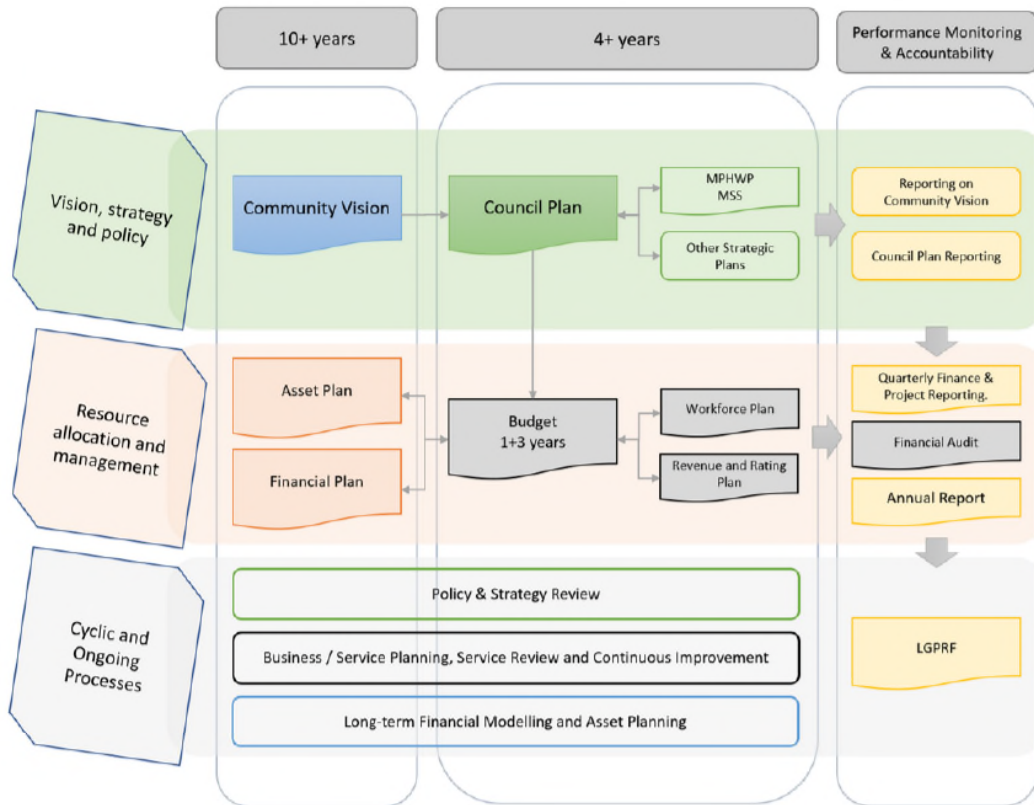 10+ years
4+ years
Performance Monitoring
& Accountability
Vision, strategy
and policy
Community Vision
Council Plan
MPHWP
MSS
Other Strategic
Plans
Reporting on
Community Vision
Council Plan Reporting
Resource
allocation and
management
Asset Plan
Financial Plan
Budget
1+3 years
Workforce Plan
Revenue and Rating
Plan
Quarterly Finance &
Project Reporting.
Financial Audit
Annual Report
Cyclic and
Ongoing
Processes
Policy & Strategy Review
Business / Service Planning, Service Review and Continuous Improvement
Long-term Financial Modelling and Asset Planning
LGPRF